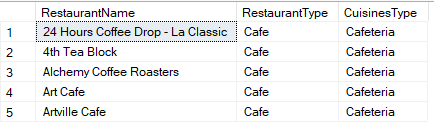 RestaurantName RestaurantType CuisinesType
1 24 Hours Coffee Drop - La Classic Cafe Cafeteria
2 4th Tea Block Cafe Cafeteria
3 Alchemy Coffee Roasters Cafe Cafeteria
4 Art Cafe Cafe Cafeteria
5 Artville Cafe Cafe Cafeteria